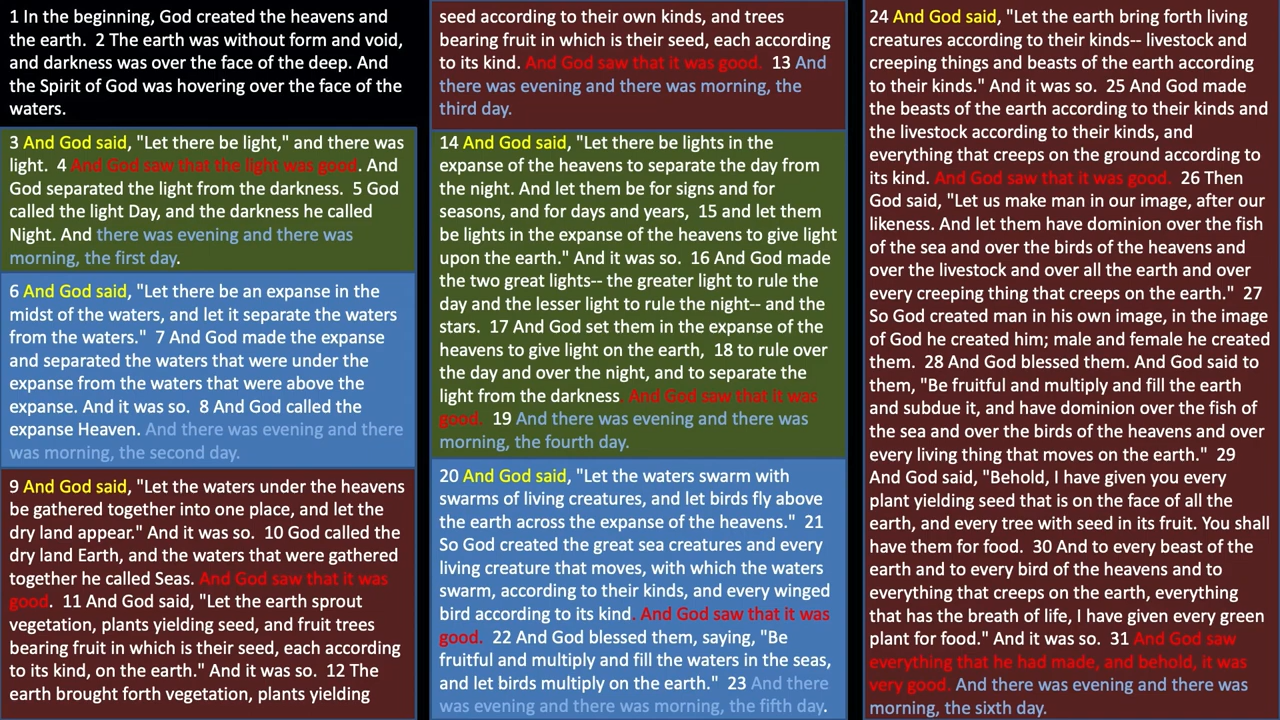 1 In the beginning, God created the heavens and
the earth.  2 The earth was without form and void,
and darkness was over the face of the deep. And
the Spirit of God was hovering over the face of the
waters.
3 And God said, "Let there be light," and there was
light.  4 And God saw that the light was good. And
God separated the light from the darkness.  5 God
called the light Day, and the darkness he called
Night. And there was evening and there was
morning, the first day.
6 And God said, "Let there be an expanse in the
midst of the waters, and let it separate the waters
from the waters."  7 And God made the expanse
and separated the waters that were under the
expanse from the waters that were above the
expanse. And it was so.  8 And God called the
expanse Heaven. And there was evening and there
was morning, the second day.
9 And God said, "Let the waters under the heavens
be gathered together into one place, and let the
dry land appear." And it was so.  10 God called the
dry land Earth, and the waters that were gathered
together he called Seas. And God saw that it was
good.  11 And God said, "Let the earth sprout
vegetation, plants yielding seed, and fruit trees
bearing fruit in which is their seed, each according
to its kind, on the earth." And it was so.  12 The
earth brought forth vegetation, plants yielding
seed according to their own kinds, and trees
bearing fruit in which is their seed, each according
to its kind. And God saw that it was good.  13 And
there was evening and there was morning, the
third day.
14 And God said, "Let there be lights in the
expanse of the heavens to separate the day from
the night. And let them be for signs and for
seasons, and for days and years,  15 and let them
be lights in the expanse of the heavens to give light
upon the earth." And it was so.  16 And God made
the two great lights-- the greater light to rule the
day and the lesser light to rule the night-- and the
stars.  17 And God set them in the expanse of the
heavens to give light on the earth,  18 to rule over
the day and over the night, and to separate the
light from the darkness. And God saw that it was
good.  19 And there was evening and there was
morning, the fourth day.
20 And God said, "Let the waters swarm with
swarms of living creatures, and let birds fly above
the earth across the expanse of the heavens."  21
So God created the great sea creatures and every
living creature that moves, with which the waters
swarm, according to their kinds, and every winged
bird according to its kind. And God saw that it was
good.  22 And God blessed them, saying, "Be
fruitful and multiply and fill the waters in the seas,
and let birds multiply on the earth."  23 And there
was evening and there was morning, the fifth day.
24 And God said, "Let the earth bring forth living
creatures according to their kinds-- livestock and
creeping things and beasts of the earth according
to their kinds." And it was so.  25 And God made
the beasts of the earth according to their kinds and
the livestock according to their kinds, and
everything that creeps on the ground according to
its kind. And God saw that it was good.  26 Then
God said, "Let us make man in our image, after our
likeness. And let them have dominion over the fish
of the sea and over the birds of the heavens and
over the livestock and over all the earth and over
every creeping thing that creeps on the earth."  27
So God created man in his own image, in the image
of God he created him; male and female he created
them.  28 And God blessed them. And God said to
them, "Be fruitful and multiply and fill the earth
and subdue it, and have dominion over the fish of
the sea and over the birds of the heavens and over
every living thing that moves on the earth."  29
And God said, "Behold, I have given you every
plant yielding seed that is on the face of all the
earth, and every tree with seed in its fruit. You shall
have them for food.  30 And to every beast of the
earth and to every bird of the heavens and to
everything that creeps on the earth, everything
that has the breath of life, I have given every green
plant for food." And it was so.  31 And God saw
everything that he had made, and behold, it was
very good. And there was evening and there was
morning, the sixth day.